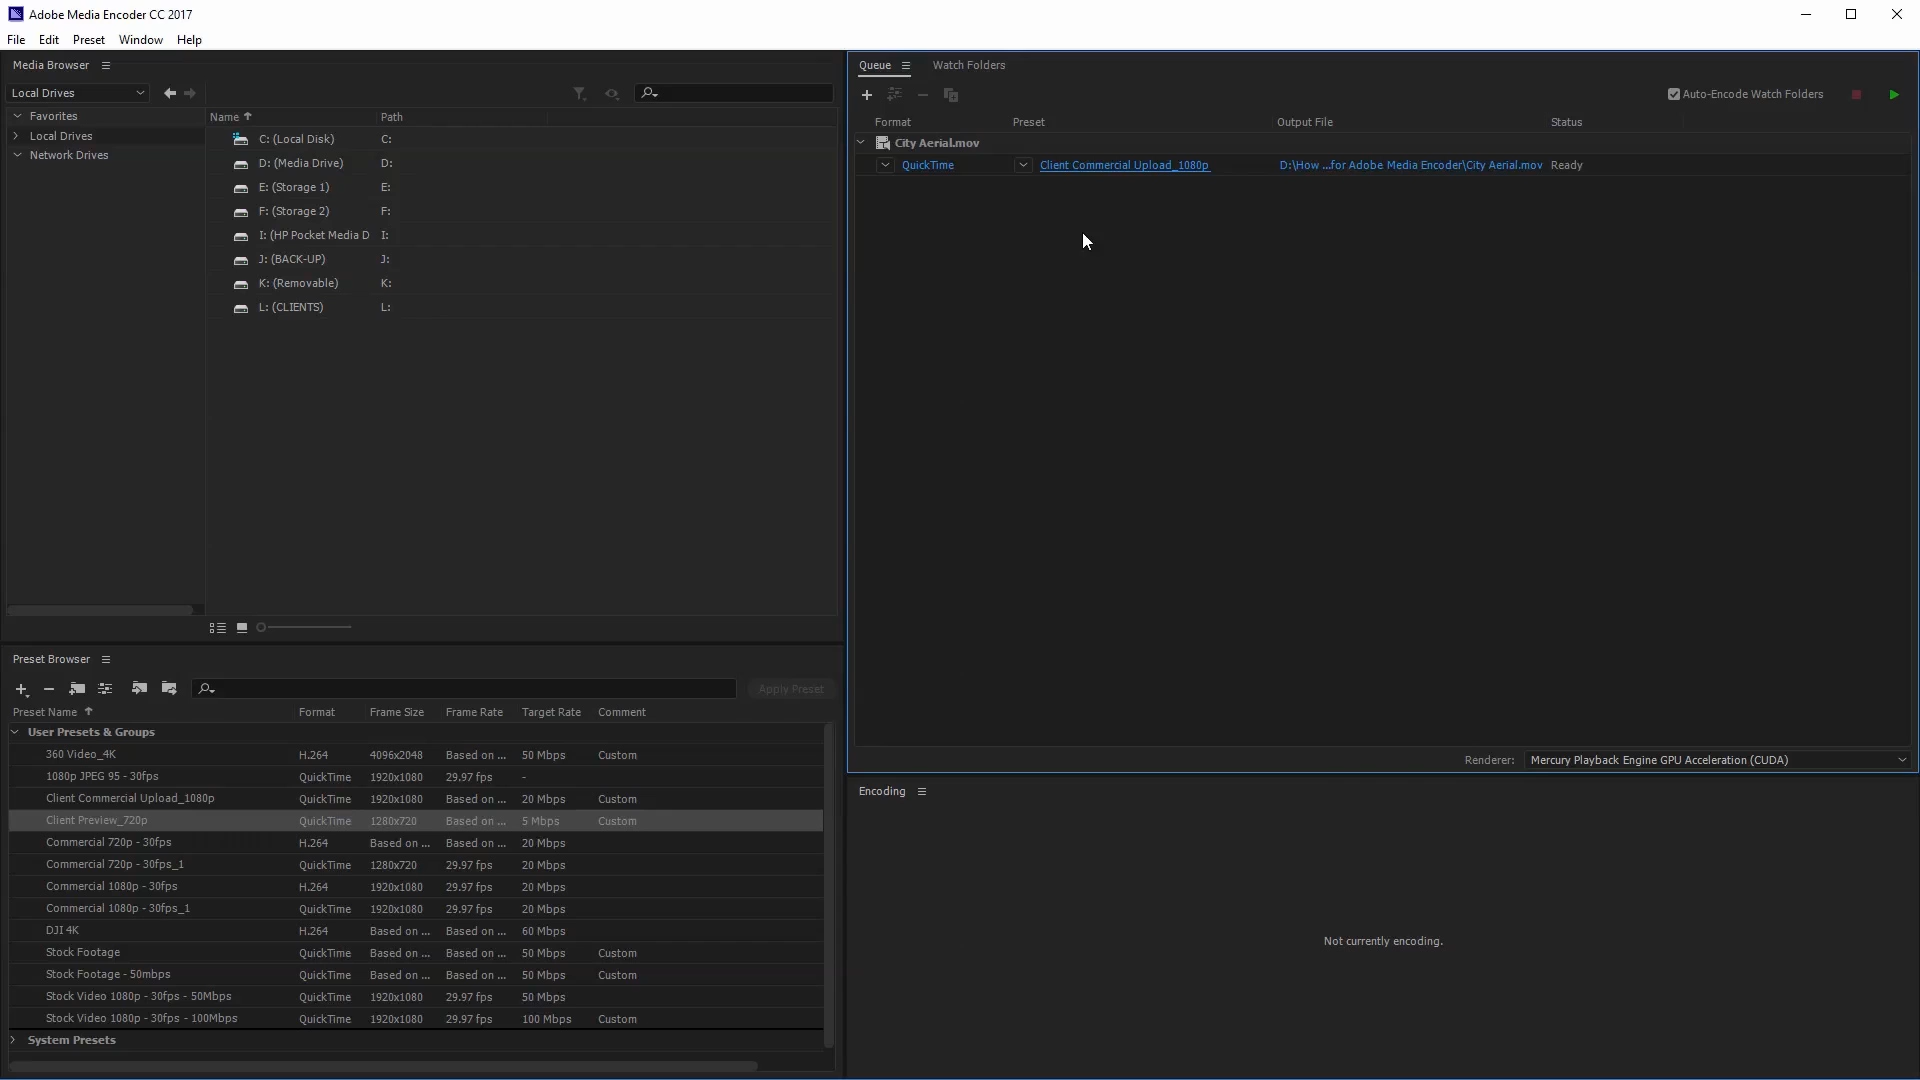 Adobe Media Encoder CC 2017
File Edit Preset Window Help
Media Browser
Local Drives
Favorites
Local Drives
Network Drives
Name Path
C: (Local Disk) C:
D: (Media Drive) D:
E: (Storage 1) E:
F: (Storage 2) F:
I: (HP Pocket Media D I:
J: (BACK-UP) J:
K: (Removable) K:
L: (CLIENTS) L:
Preset Browser
Apply Preset
Preset Name Format Frame Size Frame Rate Target Rate Comment
User Presets & Groups
360 Video_4K H.264 4096x2048 Based on ... 50 Mbps Custom
1080p JPEG 95 - 30fps QuickTime 1920x1080 29.97 fps -
Client Commercial Upload_1080p QuickTime 1920x1080 Based on ... 20 Mbps Custom
Client Preview_720p QuickTime 1280x720 Based on ... 5 Mbps Custom
Commercial 720p - 30fps H.264 Based on ... Based on ... 20 Mbps
Commercial 720p - 30fps_1 QuickTime 1280x720 29.97 fps 20 Mbps
Commercial 1080p - 30fps H.264 1920x1080 29.97 fps 20 Mbps
Commercial 1080p - 30fps_1 QuickTime 1920x1080 29.97 fps 20 Mbps
DJI 4K H.264 Based on ... Based on ... 60 Mbps
Stock Footage QuickTime Based on ... Based on ... 50 Mbps Custom
Stock Footage - 50mbps QuickTime Based on ... Based on ... 50 Mbps Custom
Stock Video 1080p - 30fps - 50Mbps QuickTime 1920x1080 29.97 fps 50 Mbps
Stock Video 1080p - 30fps - 100Mbps QuickTime 1920x1080 29.97 fps 100 Mbps Custom
System Presets
Queue Watch Folders
Auto-Encode Watch Folders
Format Preset Output File Status
City Aerial.mov
QuickTime Client Commercial Upload_1080p D:\How ...for Adobe Media Encoder\City Aerial.mov Ready
Renderer: Mercury Playback Engine GPU Acceleration (CUDA)
Encoding
Not currently encoding.